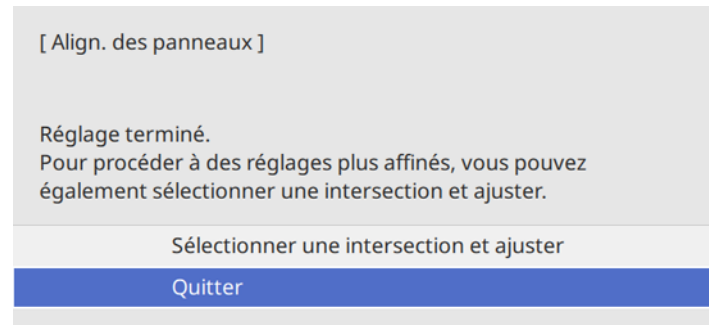 [ Align. des panneaux ]
Réglage terminé.
Pour procéder à des réglages plus affinés, vous pouvez
également sélectionner une intersection et ajuster.
Sélectionner une intersection et ajuster
Quitter